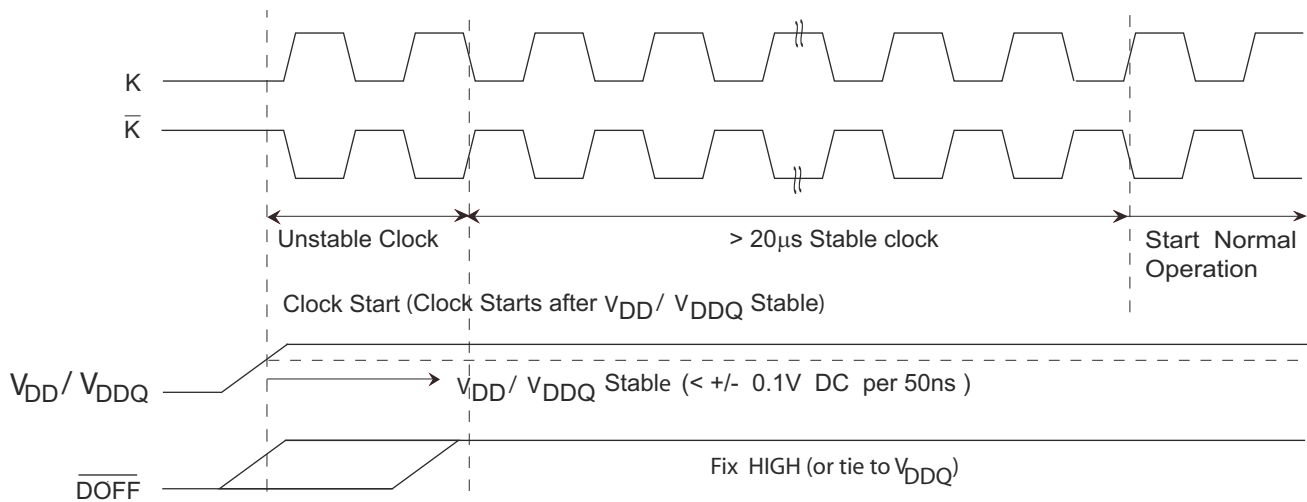 K
K̅
Unstable Clock
> 20μs Stable clock
Start Normal
Operation
Clock Start (Clock Starts after VDD/ VDDQ Stable)
VDD/ VDDQ
VDD/ VDDQ Stable (< +/- 0.1V DC per 50ns )
Fix HIGH (or tie to VDDQ)
D̅O̅F̅F̅